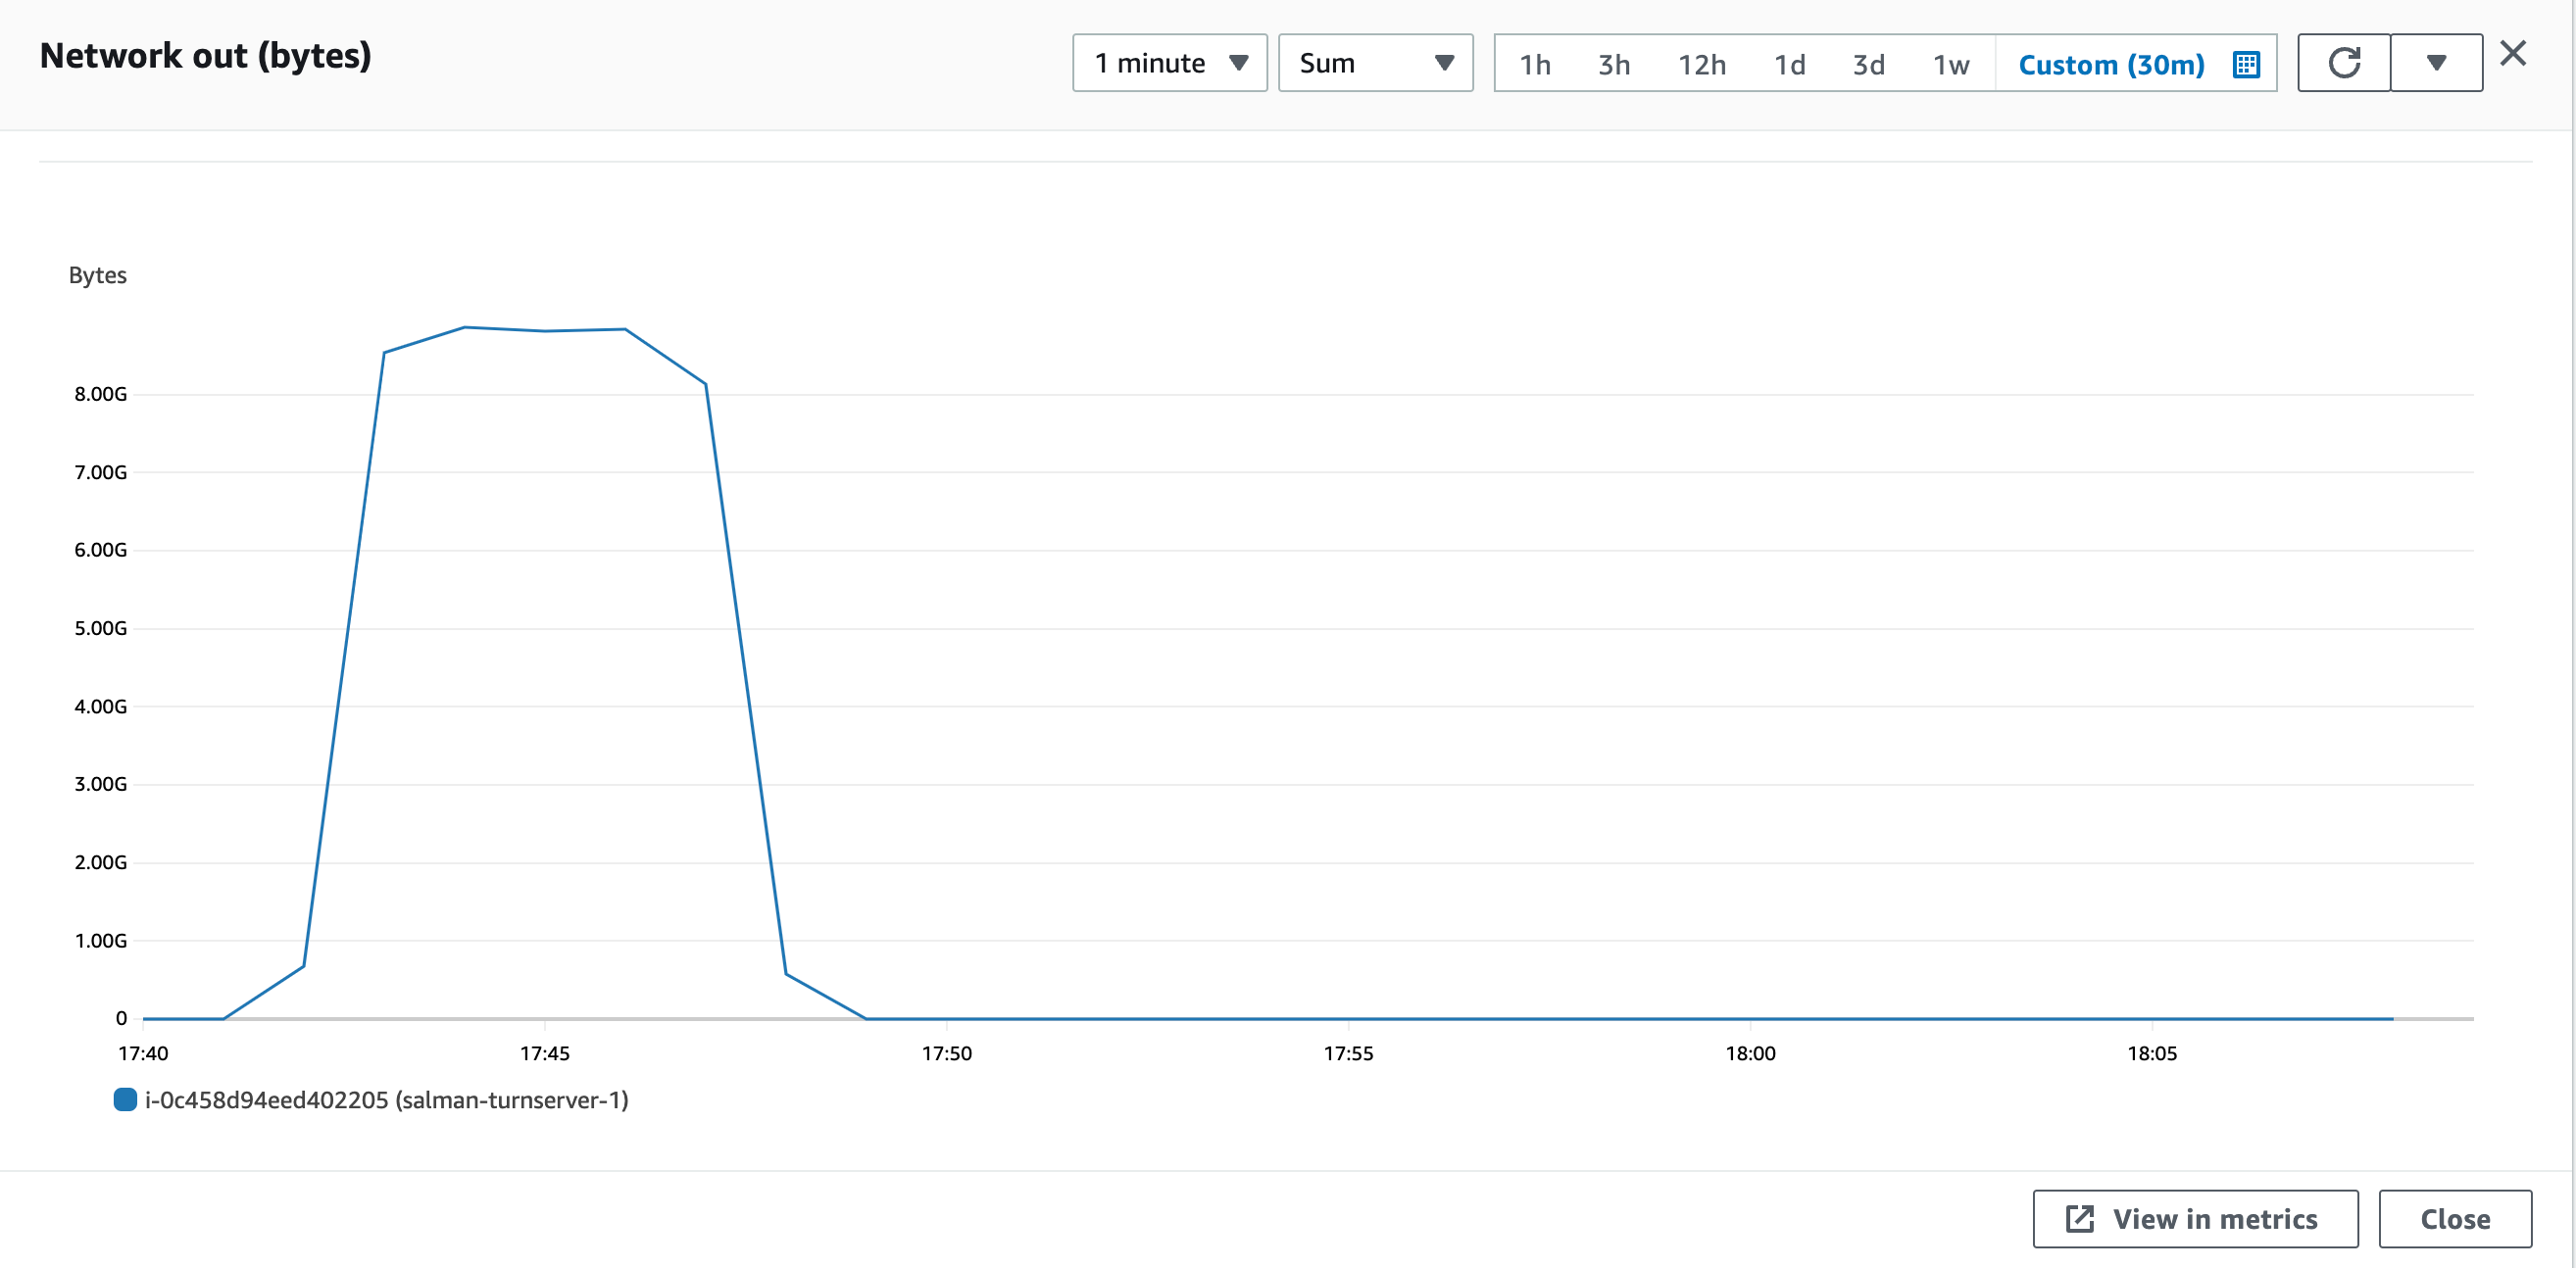 Network out (bytes)
1 minute
Sum
1h 3h 12h 1d 3d 1w Custom (30m)
Bytes
8.00G
7.00G
6.00G
5.00G
4.00G
3.00G
2.00G
1.00G
0
17:40 17:45 17:50 17:55 18:00 18:05
i-0c458d94eed402205 (salman-turnserver-1)
View in metrics
Close